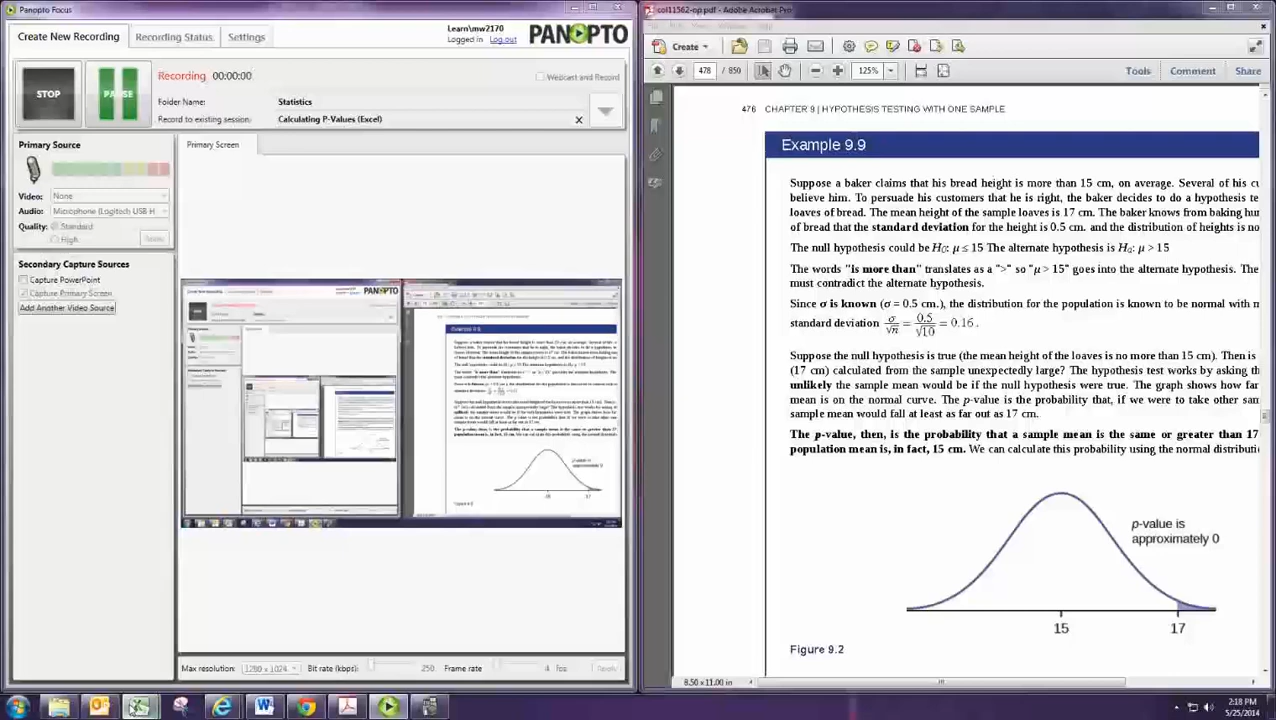 Panopto Focus
Create New Recording
Recording Status
Settings
Learn\mw2170
Logged in Log out
PANOPTO
STOP
PAUSE
Recording 00:00:00
Webcast and Record
Folder Name: Statistics
Record to existing session: Calculating P-Values (Excel)
Primary Source
Video: None
Audio: Microphone (Logitech USB H
Quality: Standard
High
Secondary Capture Sources
Capture PowerPoint
Capture Primary Screen
Add Another Video Source
Primary Screen
Max resolution: 1280 x 1024 Bit rate (kbps): 250 Frame rate 4 fps
col11562-op.pdf - Adobe Acrobat Pro
Create
478 / 850
125%
Tools Comment Share
476 CHAPTER 9 | HYPOTHESIS TESTING WITH ONE SAMPLE
Example 9.9
Suppose a baker claims that his bread height is more than 15 cm, on average. Several of his cu
believe him. To persuade his customers that he is right, the baker decides to do a hypothesis te
loaves of bread. The mean height of the sample loaves is 17 cm. The baker knows from baking hu
of bread that the standard deviation for the height is 0.5 cm. and the distribution of heights is no
The null hypothesis could be H₀: μ ≤ 15 The alternate hypothesis is Hₐ: μ > 15
The words "is more than" translates as a ">" so "μ > 15" goes into the alternate hypothesis. The
must contradict the alternate hypothesis.
Since σ is known (σ = 0.5 cm.), the distribution for the population is known to be normal with m
standard deviation σ/√n = 0.5/√10 = 0.16.
Suppose the null hypothesis is true (the mean height of the loaves is no more than 15 cm). Then is
17 cm) calculated from the sample unexpectedly large? The hypothesis test works by asking the
unlikely the sample mean would be if the null hypothesis were true. The graph shows how far
mean is on the normal curve. The p-value is the probability that, if we were to take other sam
sample mean would fall at least as far out as 17 cm.
The p-value, then, is the probability that a sample mean is the same or greater than 17
population mean is, in fact, 15 cm. We can calculate this probability using the normal distributi
p-value is
approximately 0
15 17
Figure 9.2
8.50 x 11.00 in
2:18 PM
5/25/2014